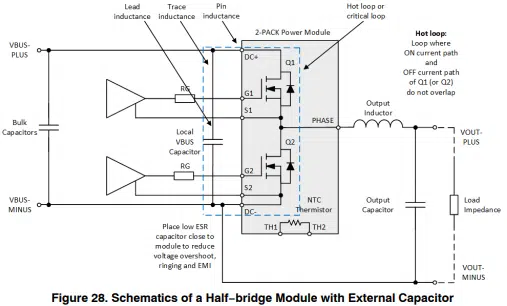 Lead
inductance
Trace
inductance
Pin
inductance
Hot loop or
critical loop
Hot loop:
Loop where
ON current path
and
OFF current path
of Q1 (or Q2)
do not overlap
2-PACK Power Module
VBUS-
PLUS
DC+
Q1
RG
G1
S1
PHASE
Output
Inductor
VOUT-
PLUS
Bulk
Capacitors
Local
VBUS
Capacitor
Q2
RG
G2
S2
NTC
Thermistor
VBUS-
MINUS
DC-
TH1
TH2
Output
Capacitor
Load
Impedance
Place low ESR
capacitor close to
module to reduce
voltage overshoot,
ringing and EMI
VOUT-
MINUS
Figure 28. Schematics of a Half−bridge Module with External Capacitor